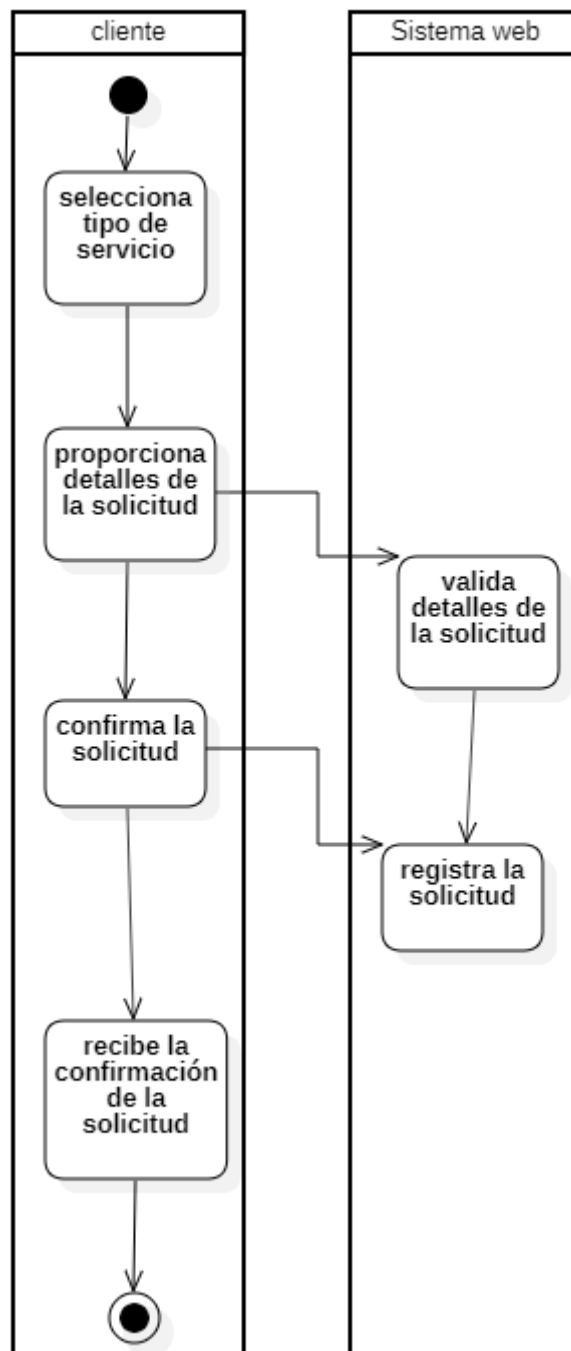 cliente
Sistema web
selecciona
tipo de
servicio
proporciona
detalles de
la solicitud
valida
detalles de
la solicitud
confirma la
solicitud
registra la
solicitud
recibe la
confirmación
de la
solicitud